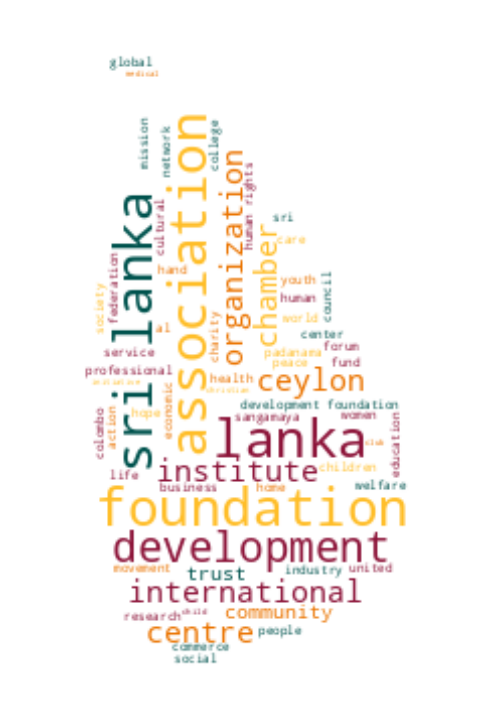 global
medical
mission
network
association
college
organization
human rights
sri lanka
cultural
sri
care
chamber
federation
hand
society
youth
human
council
world
al
charity
center
service
forum
padanama
peace
fund
professional
initiative
health
ceylon
christian
economic
development foundation
colombo
action
hope
sangamaya
women
education
lanka
club
institute
children
life
business
home
welfare
foundation
development
movement
trust
industry
united
international
research
child
community
centre
people
commerce
social